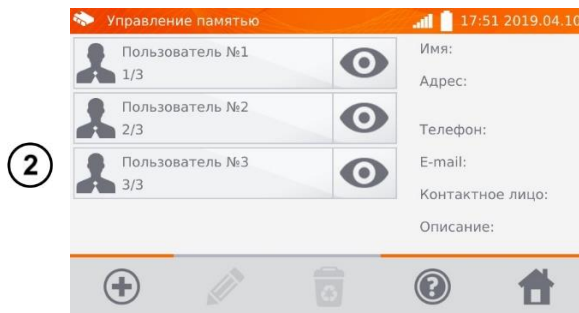 Управление памятью
17:51 2019.04.10
Пользователь №1
1/3
Пользователь №2
2/3
Пользователь №3
3/3
Имя:
Адрес:
Телефон:
E-mail:
Контактное лицо:
Описание:
2